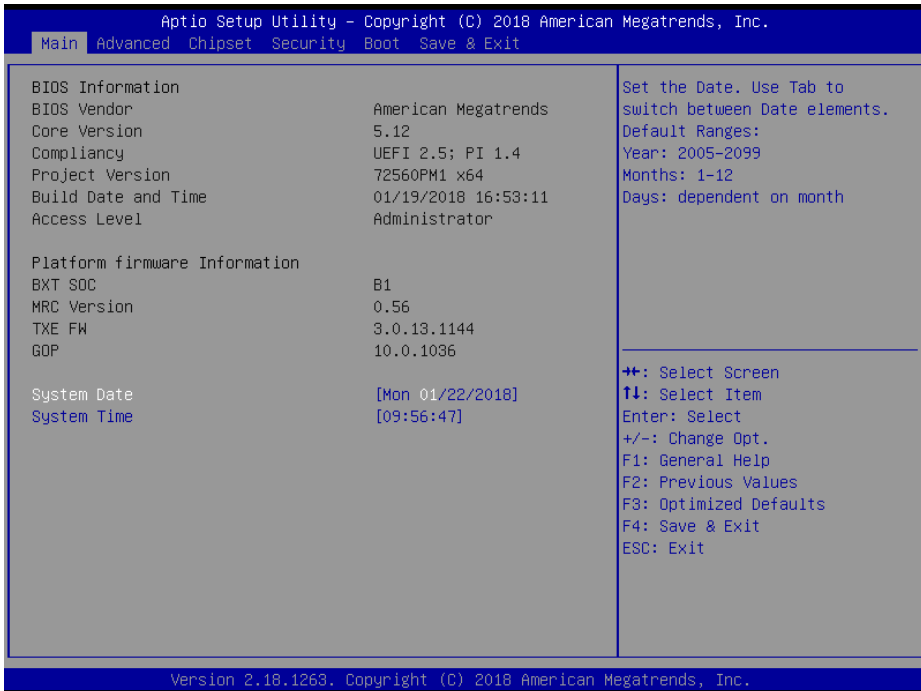 Aptio Setup Utility – Copyright (C) 2018 American Megatrends, Inc.
Main Advanced Chipset Security Boot Save & Exit
BIOS Information
BIOS Vendor American Megatrends
Core Version 5.12
Compliancy UEFI 2.5; PI 1.4
Project Version 72560PM1 x64
Build Date and Time 01/19/2018 16:53:11
Access Level Administrator
Platform firmware Information
BXT SOC B1
MRC Version 0.56
TXE FW 3.0.13.1144
GOP 10.0.1036
System Date [Mon 01/22/2018]
System Time [09:56:47]
Set the Date. Use Tab to
switch between Date elements.
Default Ranges:
Year: 2005-2099
Months: 1-12
Days: dependent on month
→←: Select Screen
↑↓: Select Item
Enter: Select
+/-: Change Opt.
F1: General Help
F2: Previous Values
F3: Optimized Defaults
F4: Save & Exit
ESC: Exit
Version 2.18.1263. Copyright (C) 2018 American Megatrends, Inc.